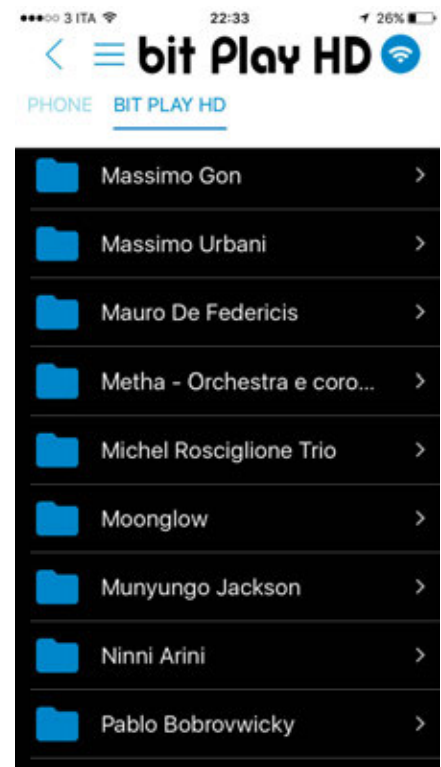 3 ITA 22:33 26%
bit Play HD
PHONE BIT PLAY HD
Massimo Gon
Massimo Urbani
Mauro De Federicis
Metha - Orchestra e coro...
Michel Rosciglione Trio
Moonglow
Munyungo Jackson
Ninni Arini
Pablo Bobrovwicky